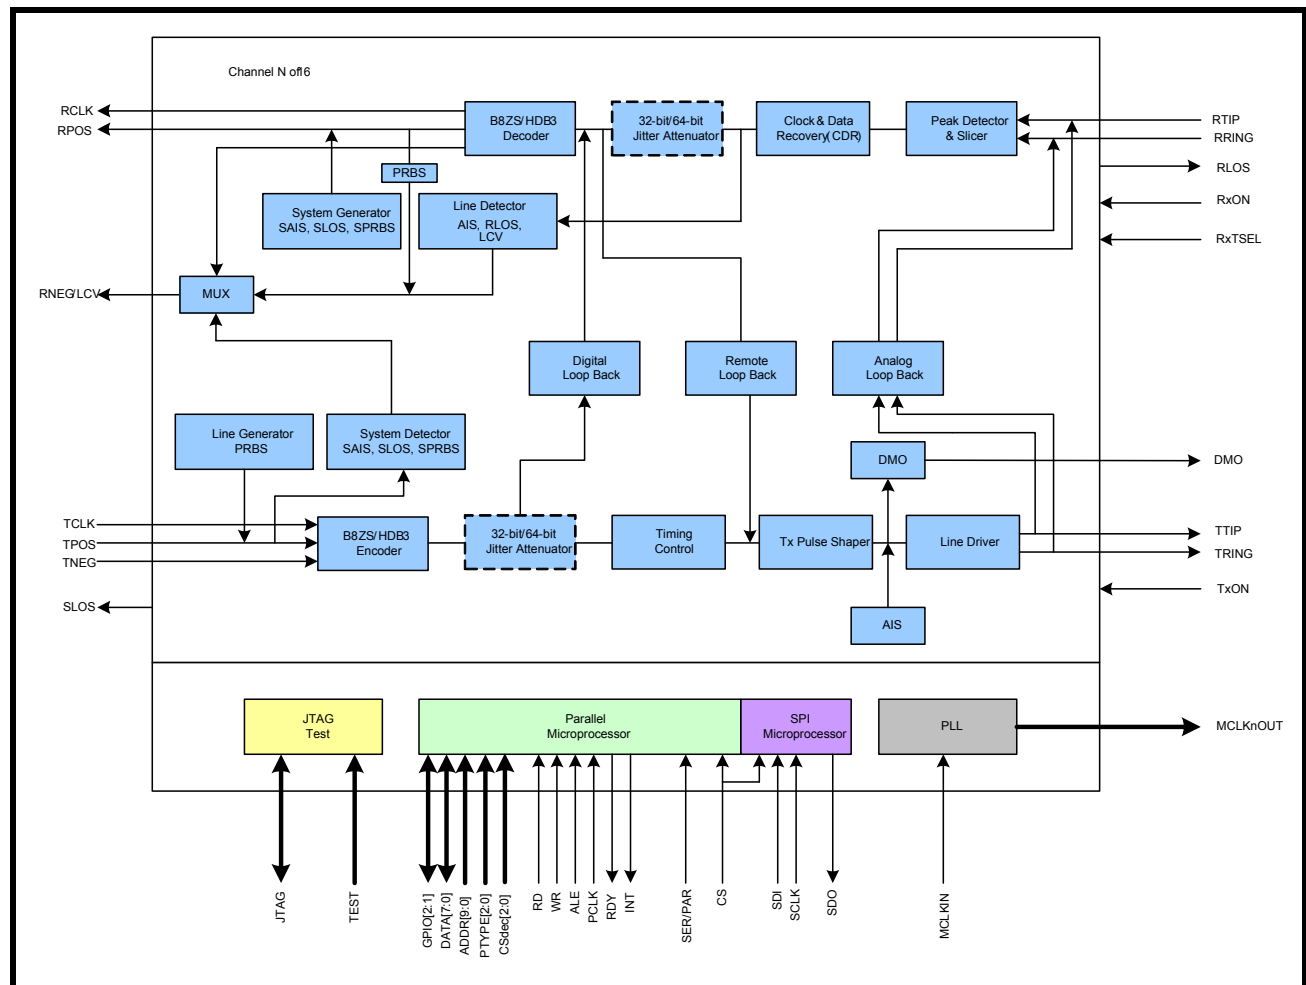 Channel N of16
RCLK
RPOS
B8ZS/HDB3
Decoder
32-bit/64-bit
Jitter Attenuator
Clock & Data
Recovery(CDR)
Peak Detector
& Slicer
RTIP
RRING
RLOS
RxON
RxTSEL
PRBS
System Generator
SAIS, SLOS, SPRBS
Line Detector
AIS, RLOS,
LCV
RNEG/LCV
MUX
Digital
Loop Back
Remote
Loop Back
Analog
Loop Back
Line Generator
PRBS
System Detector
SAIS, SLOS, SPRBS
DMO
DMO
TCLK
TPOS
TNEG
B8ZS/HDB3
Encoder
32-bit/64-bit
Jitter Attenuator
Timing
Control
Tx Pulse Shaper
Line Driver
TTIP
TRING
TxON
SLOS
AIS
JTAG
Test
Parallel
Microprocessor
SPI
Microprocessor
PLL
MCLKnOUT
JTAG
TEST
GPIO[2:1]
DATA[7:0]
ADDR[9:0]
PTYPE[2:0]
CSdec[2:0]
RD
WR
ALE
PCLK
RDY
INT
SER/PAR
CS
SDI
SCLK
SDO
MCLKIN